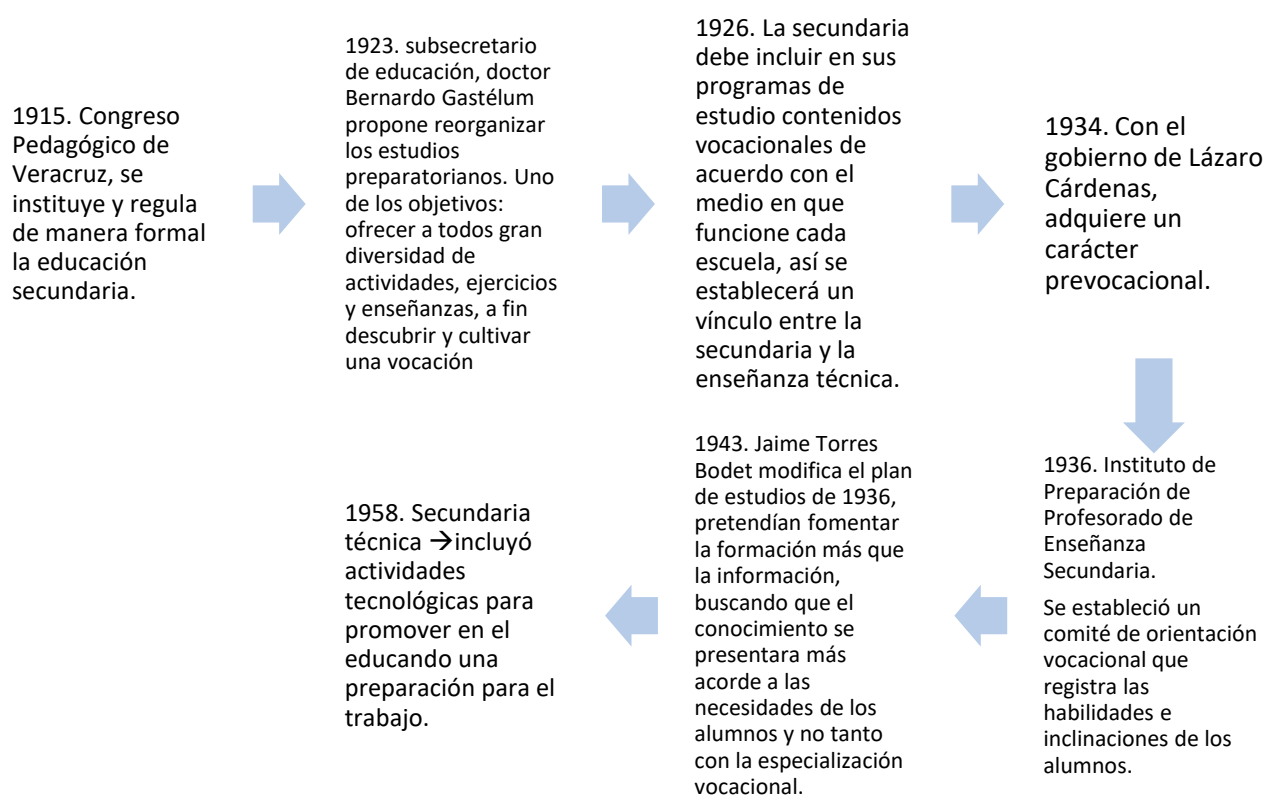 1915. Congreso
Pedagógico de
Veracruz, se
instituye y regula
de manera formal
la educación
secundaria.
1923. subsecretario
de educación, doctor
Bernardo Gastélum
propone reorganizar
los estudios
preparatorianos. Uno
de los objetivos:
ofrecer a todos gran
diversidad de
actividades, ejercicios
y enseñanzas, a fin
descubrir y cultivar
una vocación
1926. La secundaria
debe incluir en sus
programas de
estudio contenidos
vocacionales de
acuerdo con el
medio en que
funcione cada
escuela, así se
establecerá un
vínculo entre la
secundaria y la
enseñanza técnica.
1934. Con el
gobierno de Lázaro
Cárdenas,
adquiere un
carácter
prevocacional.
1936. Instituto de
Preparación de
Profesorado de
Enseñanza
Secundaria.
Se estableció un
comité de orientación
vocacional que
registra las
habilidades e
inclinaciones de los
alumnos.
1943. Jaime Torres
Bodet modifica el plan
de estudios de 1936,
pretendían fomentar
la formación más que
la información,
buscando que el
conocimiento se
presentara más
acorde a las
necesidades de los
alumnos y no tanto
con la especialización
vocacional.
1958. Secundaria
técnica →incluyó
actividades
tecnológicas para
promover en el
educando una
preparación para el
trabajo.